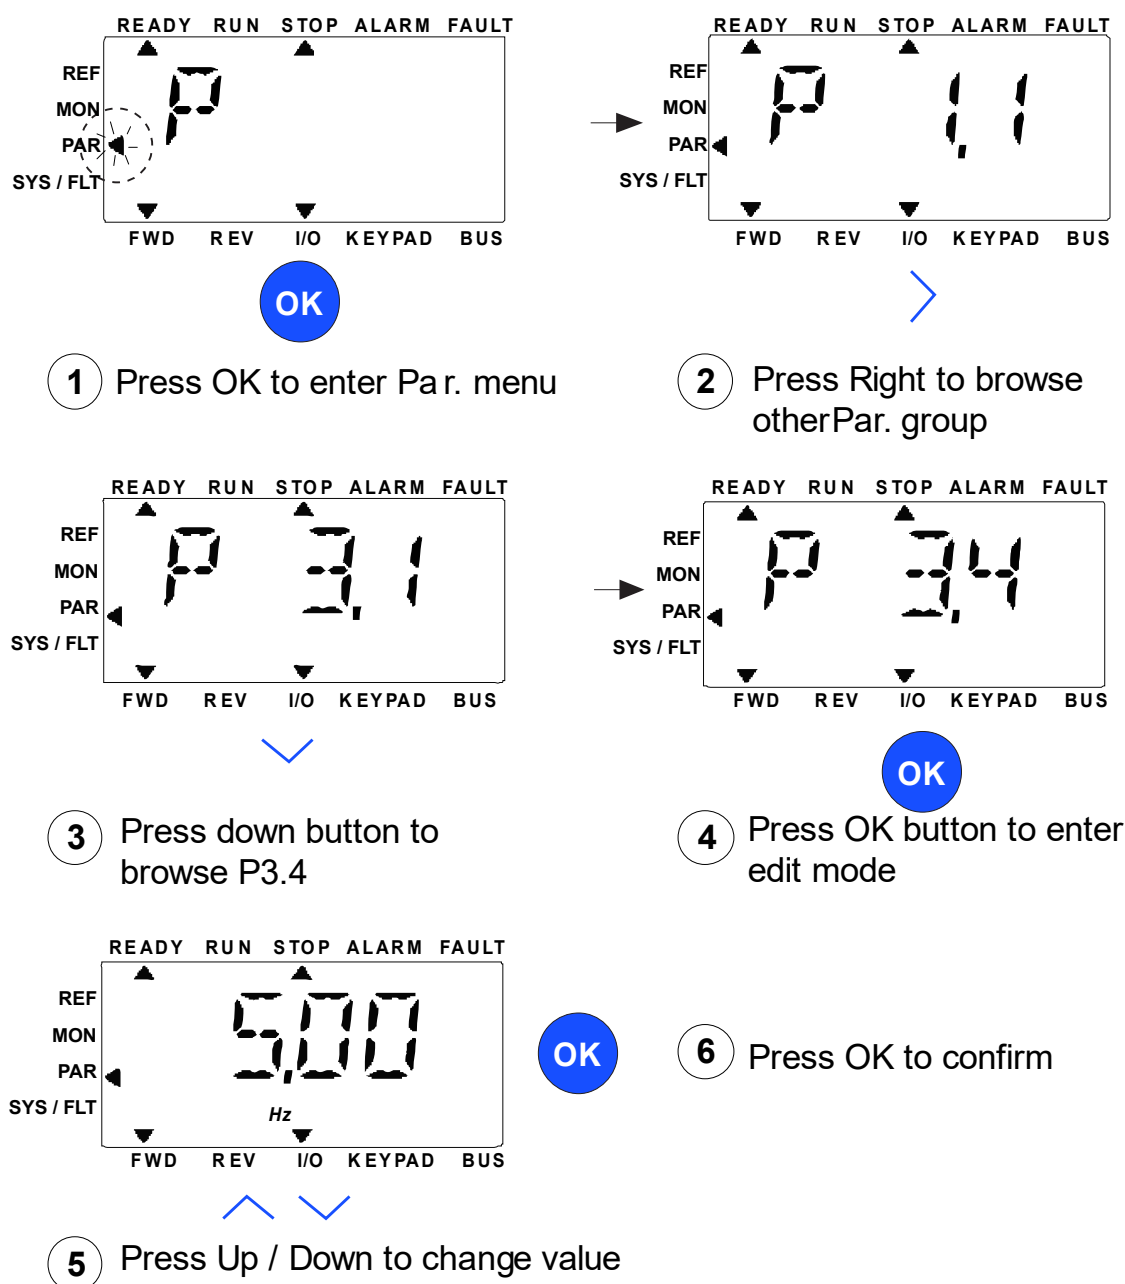 READY RUN STOP ALARM FAULT
REF
MON
PAR
SYS / FLT
P
FWD REV I/O KEYPAD BUS
OK
1 Press OK to enter Par. menu
READY RUN STOP ALARM FAULT
REF
MON
PAR
SYS / FLT
P 1.1
FWD REV I/O KEYPAD BUS
2 Press Right to browse
otherPar. group
READY RUN STOP ALARM FAULT
REF
MON
PAR
SYS / FLT
P 3.1
FWD REV I/O KEYPAD BUS
3 Press down button to
browse P3.4
READY RUN STOP ALARM FAULT
REF
MON
PAR
SYS / FLT
P 3.4
FWD REV I/O KEYPAD BUS
OK
4 Press OK button to enter
edit mode
READY RUN STOP ALARM FAULT
REF
MON
PAR
SYS / FLT
5.00
Hz
FWD REV I/O KEYPAD BUS
5 Press Up / Down to change value
OK
6 Press OK to confirm